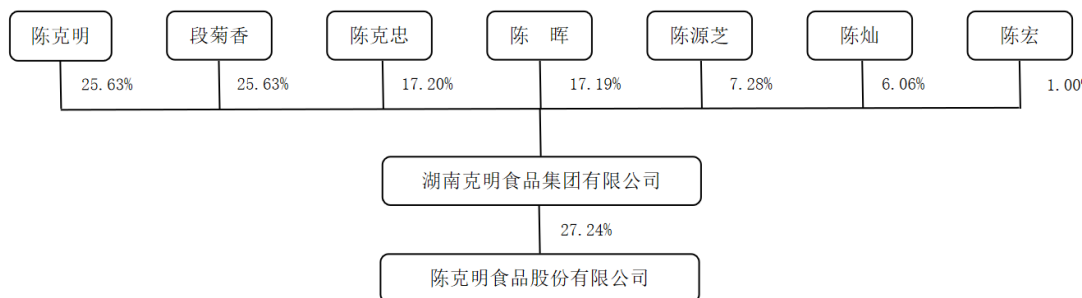 陈克明 段菊香 陈克忠 陈 晖 陈源芝 陈灿 陈宏
25.63% 25.63% 17.20% 17.19% 7.28% 6.06% 1.00%
湖南克明食品集团有限公司
27.24%
陈克明食品股份有限公司